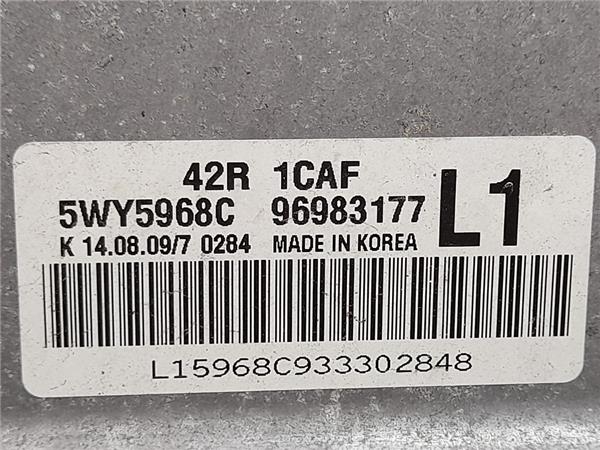 42R 1CAF
5WY5968C 96983177 L1
K 14.08.09/7 0284 MADE IN KOREA
L15968C933302848